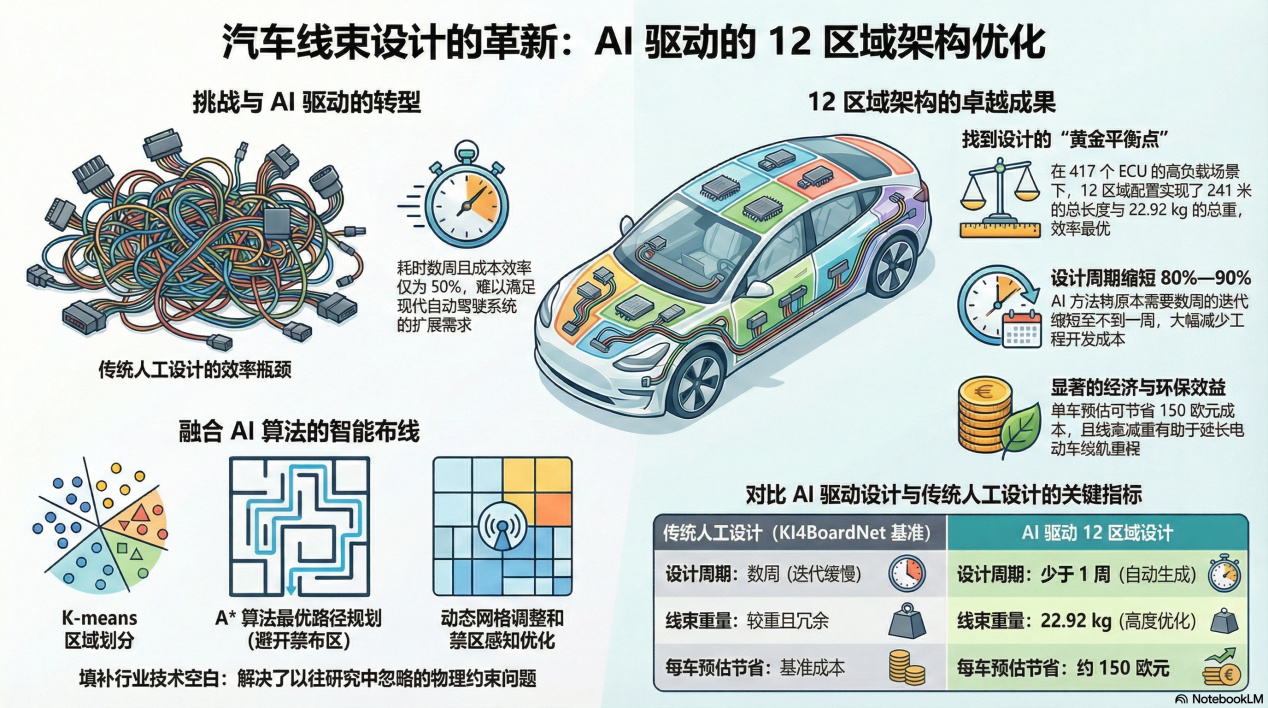 汽车线束设计的革新：AI 驱动的 12 区域架构优化
挑战与 AI 驱动的转型
耗时数周且成本效率
仅为 50%，难以满足
现代自动驾驶系统
的扩展需求
传统人工设计的效率瓶颈
融合 AI 算法的智能布线
K-means
区域划分
A* 算法最优路径规划
（避开禁布区）
动态网格调整和
禁区感知优化
填补行业技术空白：解决了以往研究中忽略的物理约束问题
12 区域架构的卓越成果
找到设计的“黄金平衡点”
在 417 个 ECU 的高负载场景
下，12 区域配置实现了 241 米
的总长度与 22.92 kg 的总重，
效率最优
设计周期缩短 80%—90%
AI 方法将原本需要数周的迭代
缩短至不到一周，大幅减少工
程开发成本
显著的经济与环保效益
单车预估可节省 150 欧元成
本，且线减重有助于延长电
动车续航
对比 AI 驱动设计与传统人工设计的关键指标
传统人工设计（KI4BoardNet 基准）
AI 驱动 12 区域设计
设计周期：数周（迭代缓慢）
设计周期：少于 1 周（自动生成）
线束重量：较重且冗余
线束重量：22.92 kg（高度优化）
每车预估节省：基准成本
每车预估节省：约 150 欧元
NotebookLM